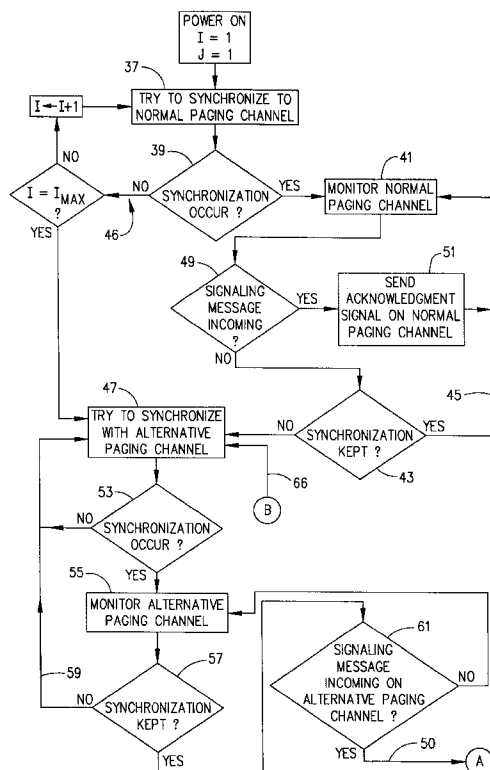 POWER ON
I = 1
J = 1
37
TRY TO SYNCHRONIZE TO
NORMAL PAGING CHANNEL
I←I+1
NO
I = IMAX
?
YES
39
SYNCHRONIZATION
OCCUR ?
NO
46
YES
41
MONITOR NORMAL
PAGING CHANNEL
49
SIGNALING
MESSAGE
INCOMING
?
YES
NO
51
SEND
ACKNOWLEDGMENT
SIGNAL ON NORMAL
PAGING CHANNEL
45
47
TRY TO SYNCHRONIZE
WITH ALTERNATIVE
PAGING CHANNEL
NO
SYNCHRONIZATION
KEPT ?
YES
43
66
B
53
NO
SYNCHRONIZATION
OCCUR ?
YES
55
MONITOR ALTERNATIVE
PAGING CHANNEL
57
59
NO
SYNCHRONIZATION
KEPT ?
YES
61
SIGNALING
MESSAGE
INCOMING ON
ALTERNATIVE PAGING
CHANNEL ?
NO
YES
50
A